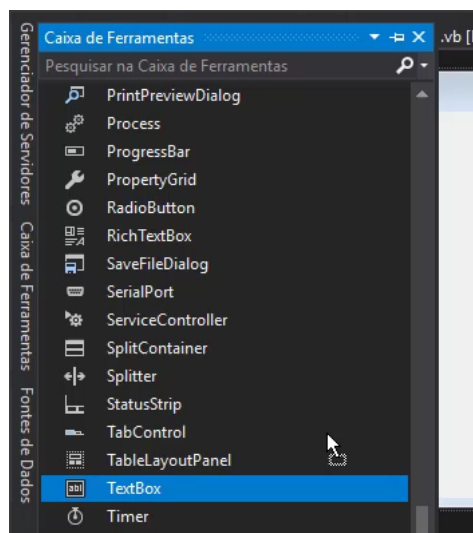 Gerenciador de Servidores
Caixa de Ferramentas
Fontes de Dados
Caixa de Ferramentas
Pesquisar na Caixa de Ferramentas
PrintPreviewDialog
Process
ProgressBar
PropertyGrid
RadioButton
RichTextBox
SaveFileDialog
SerialPort
ServiceController
SplitContainer
Splitter
StatusStrip
TabControl
TableLayoutPanel
abl TextBox
Timer
.vb